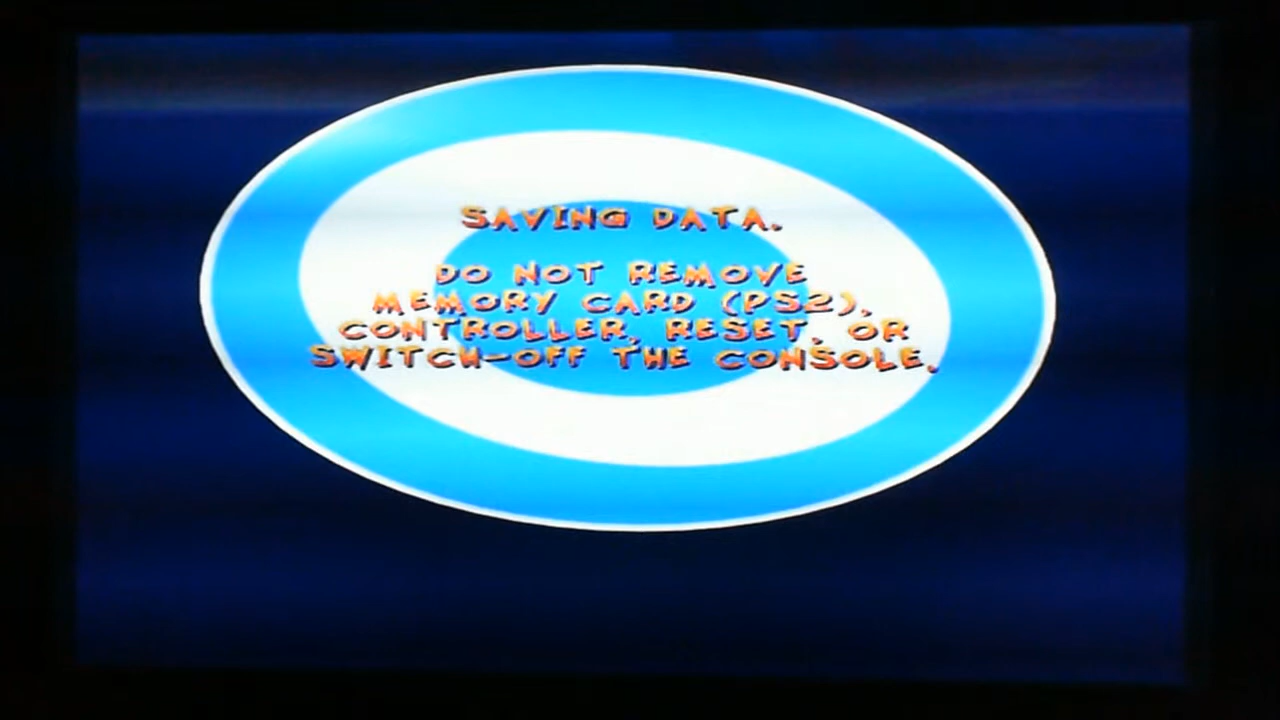 SAVING DATA.
DO NOT REMOVE
MEMORY CARD (PS2),
CONTROLLER, RESET, OR
SWITCH-OFF THE CONSOLE.